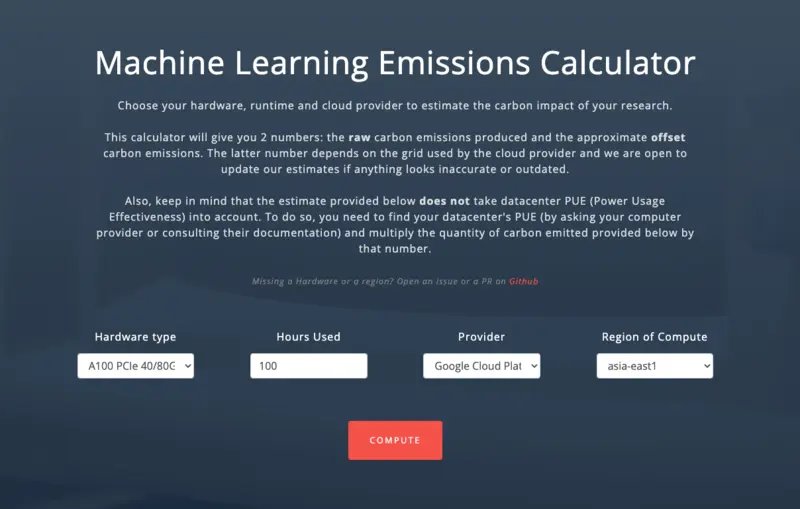 Machine Learning Emissions Calculator
Choose your hardware, runtime and cloud provider to estimate the carbon impact of your research.
This calculator will give you 2 numbers: the raw carbon emissions produced and the approximate offset
carbon emissions. The latter number depends on the grid used by the cloud provider and we are open to
update our estimates if anything looks inaccurate or outdated.
Also, keep in mind that the estimate provided below does not take datacenter PUE (Power Usage
Effectiveness) into account. To do so, you need to find your datacenter's PUE (by asking your computer
provider or consulting their documentation) and multiply the quantity of carbon emitted provided below by
that number.
Missing a Hardware or a region? Open an issue or a PR on Github
Hardware type Hours Used Provider Region of Compute
A100 PCIe 40/80G 100 Google Cloud Plat asia-east1
COMPUTE